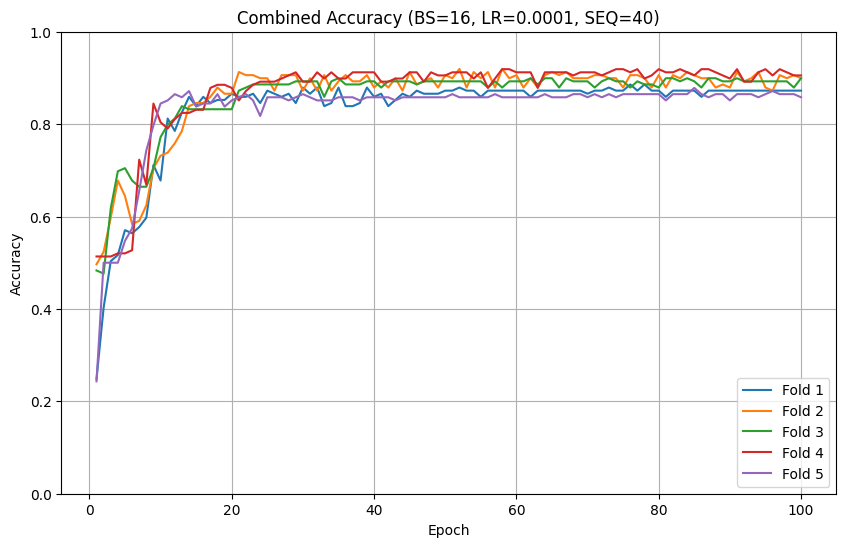 Combined Accuracy (BS=16, LR=0.0001, SEQ=40)
1.0
0.8
0.6
0.4
0.2
0.0
Accuracy
0 20 40 60 80 100
Epoch
Fold 1
Fold 2
Fold 3
Fold 4
Fold 5